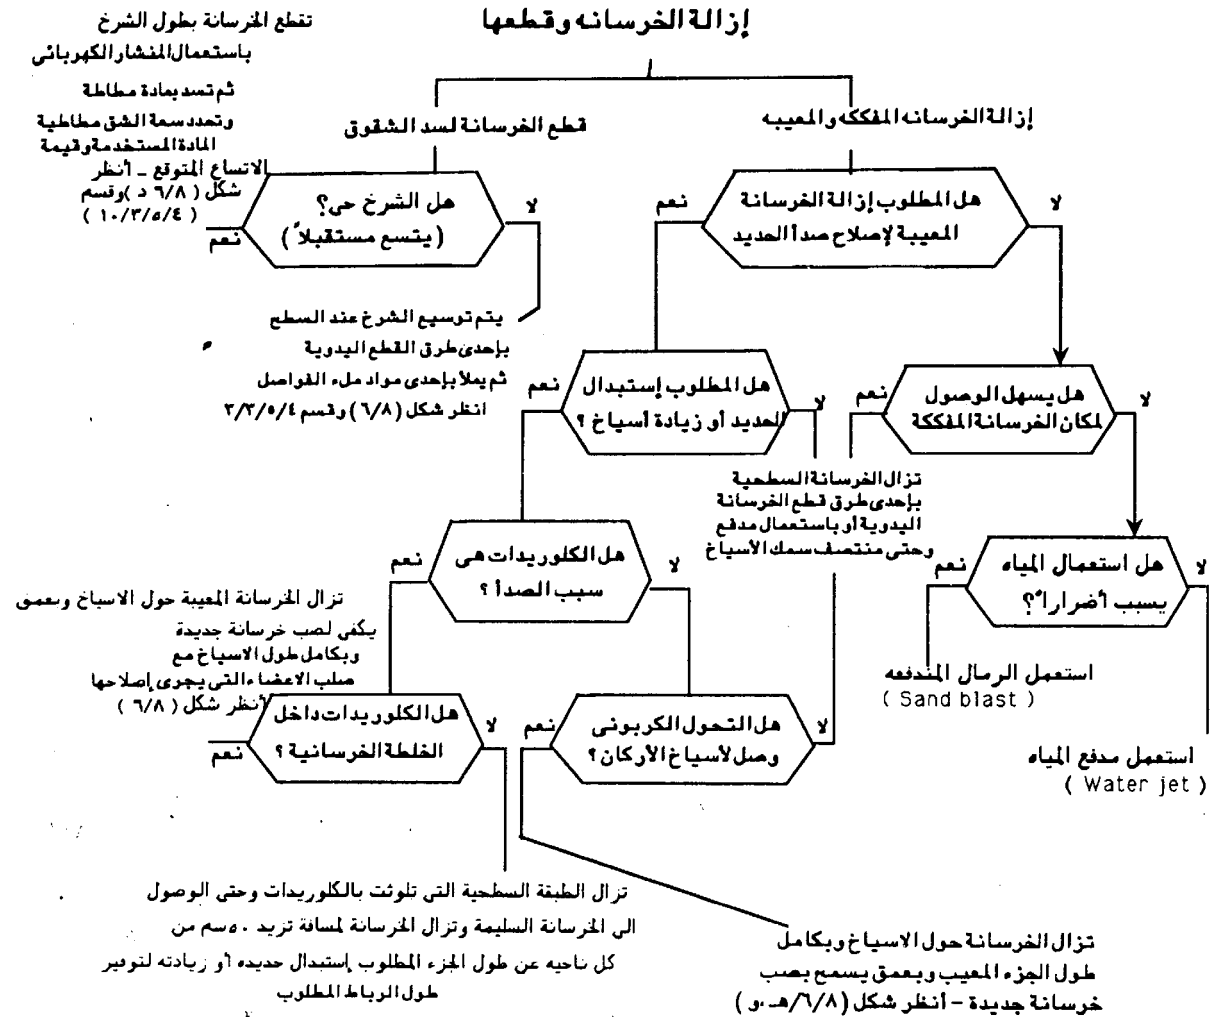 إزالة الخرسانه وقطعها
إزالة الخرسانه المفككه والمعيبه
قطع الخرسانة لسد الشقوق
تقطع الخرسانة بطول الشرخ
باستعمال المنشار الكهربائى
ثم تسد بمادة مطاطة
وتحدد سعة الشق مطاطية
المادة المستخدمة وقيمة
الاتساع المتوقع - أنظر
شكل ( ٦/٨ د ) وقسم
( ١٠/٣/٥/٤ )
هل المطلوب إزالة الخرسانة
المعيبة لإصلاح صدأ الحديد
لا
نعم
هل الشرخ حى؟
( يتسع مستقبلاً )
لا
نعم
يتم توسيع الشرخ عند السطح
بإحدى طرق القطع اليدوية
ثم يملأ بإحدى مواد ملء الفواصل
انظر شكل ( ٦/٨ ) وقسم ٣/٣/٥/٤
هل يسهل الوصول
لمكان الخرسانة المفككة
لا
نعم
هل المطلوب إستبدال
الحديد أو زيادة أسياخ ؟
لا
نعم
تزال الخرسانة السطحية
بإحدى طرق قطع الخرسانة
اليدوية أو باستعمال مدفع
وحتى منتصف سمك الأسياخ
هل استعمال المياه
يسبب أضراراً؟
لا
نعم
هل الكلوريدات هى
سبب الصدأ ؟
لا
نعم
تزال الخرسانة المعيبة حول الاسياخ وبعمق
يكفى لصب خرسانة جديدة
وبكامل طول الاسياخ مع
صلب الاعضاء التى يجرى إصلاحها
أنظر شكل ( ٦/٨ )
استعمل الرمال المندفعه
( Sand blast )
استعمل مدفع المياه
( Water jet )
هل التحول الكربونى
وصل لأسياخ الأركان ؟
لا
نعم
هل الكلوريدات داخل
الخلطة الخرسانية ؟
لا
نعم
تزال الطبقة السطحية التى تلوثت بالكلوريدات وحتى الوصول
الى الخرسانة السليمة وتزال الخرسانة لمسافة تزيد ٥٠ سم من
كل ناحيه عن طول الجزء المطلوب إستبدال حديده أو زيادته لتوفير
طول الرباط المطلوب
تزال الخرسانة حول الاسياخ وبكامل
طول الجزء المعيب وبعمق يسمح بصب
خرسانة جديدة - أنظر شكل ( ٦/٨/هـ ، و )